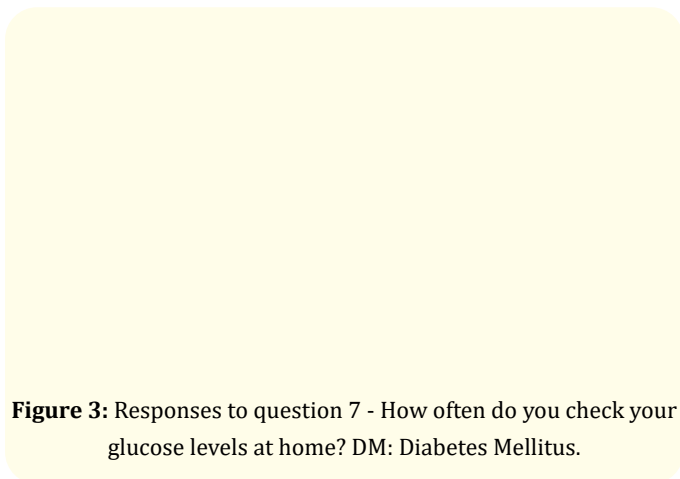 Figure 3: Responses to question 7 - How often do you check your
glucose levels at home? DM: Diabetes Mellitus.